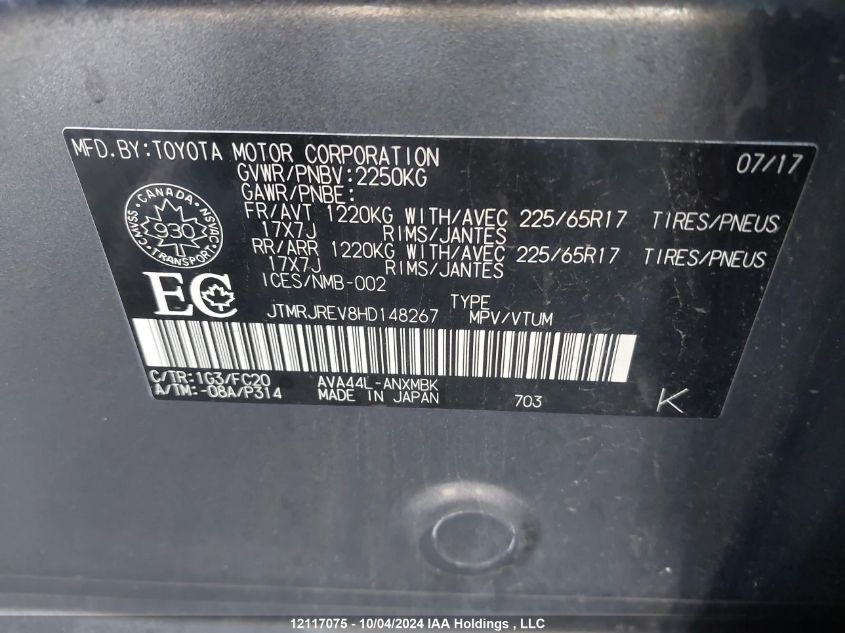 MFD.BY:TOYOTA MOTOR CORPORATION 07/17
GVWR/PNBV:2250KG
GAWR/PNBE:
FR/AVT 1220KG WITH/AVEC 225/65R17 TIRES/PNEUS
17X7J RIMS/JANTES
RR/ARR 1220KG WITH/AVEC 225/65R17 TIRES/PNEUS
17X7J RIMS/JANTES
ICES/NMB-002
CANADA
CMVSS 930 NSVAC
TRANSPORT
EC
TYPE
JTMRJREV8HD148267 MPV/VTUM
C/TR:1G3/FC20 AVA44L-ANXMBK
A/TM:-08A/P314 MADE IN JAPAN 703 K
12117075 - 10/04/2024 IAA Holdings , LLC